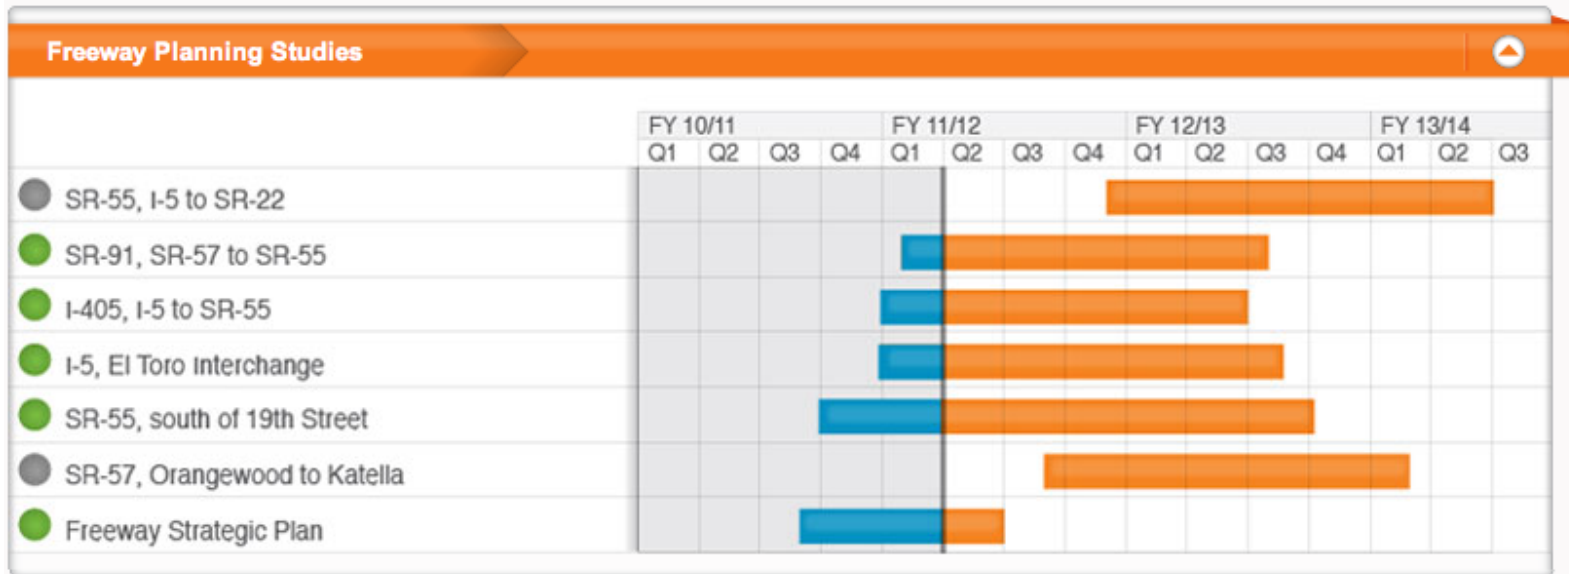 Freeway Planning Studies
FY 10/11 FY 11/12 FY 12/13 FY 13/14
Q1 Q2 Q3 Q4 Q1 Q2 Q3 Q4 Q1 Q2 Q3 Q4 Q1 Q2 Q3
SR-55, I-5 to SR-22
SR-91, SR-57 to SR-55
I-405, I-5 to SR-55
I-5, El Toro Interchange
SR-55, south of 19th Street
SR-57, Orangewood to Katella
Freeway Strategic Plan